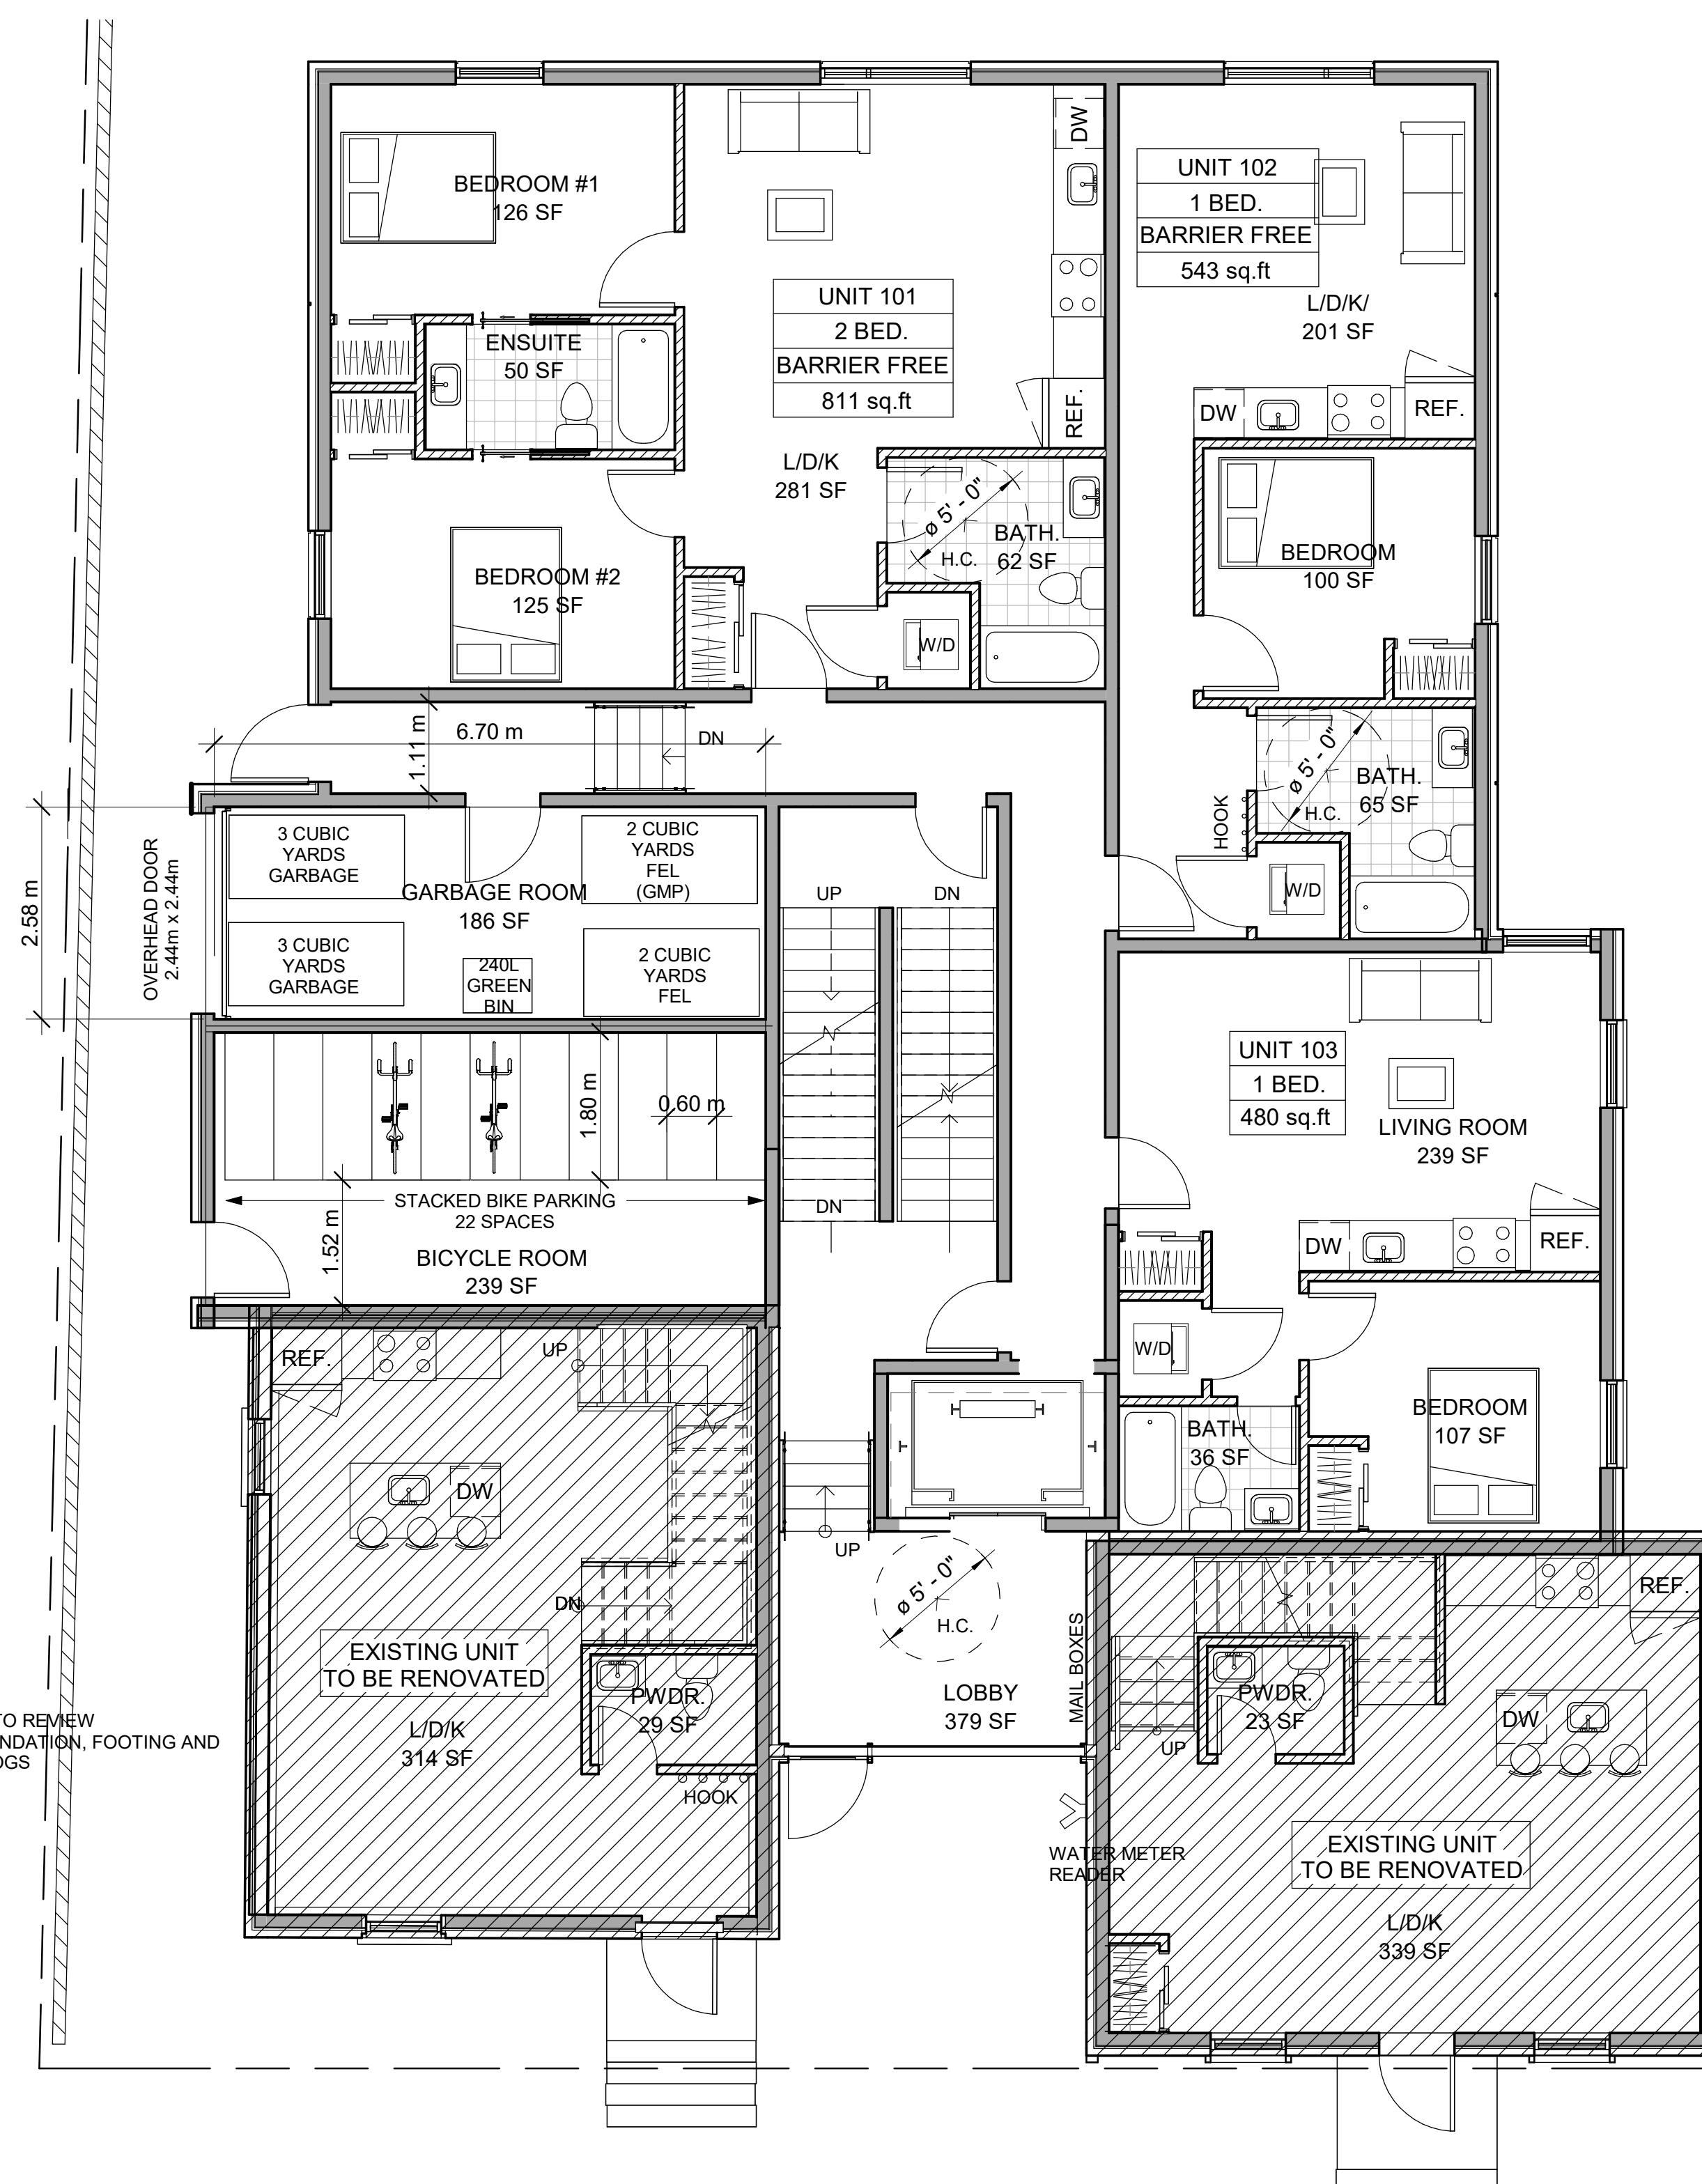 BEDROOM #1
126 SF
ENSUITE
50 SF
BEDROOM #2
125 SF
UNIT 101
2 BED.
BARRIER FREE
811 sq.ft
L/D/K
281 SF
DW
REF.
ø 5' - 0"
H.C.
BATH.
62 SF
W/D
UNIT 102
1 BED.
BARRIER FREE
543 sq.ft
L/D/K/
201 SF
DW
REF.
BEDROOM
100 SF
ø 5' - 0"
H.C.
BATH.
65 SF
HOOK
W/D
6.70 m
1.11 m
DN
2.58 m
OVERHEAD DOOR
2.44m x 2.44m
3 CUBIC
YARDS
GARBAGE
2 CUBIC
YARDS
FEL
(GMP)
GARBAGE ROOM
186 SF
3 CUBIC
YARDS
GARBAGE
240L
GREEN
BIN
2 CUBIC
YARDS
FEL
UP
DN
DN
1.80 m
0.60 m
STACKED BIKE PARKING
22 SPACES
1.52 m
BICYCLE ROOM
239 SF
UNIT 103
1 BED.
480 sq.ft
LIVING ROOM
239 SF
DW
REF.
W/D
BATH.
36 SF
BEDROOM
107 SF
REF.
UP
DW
DN
EXISTING UNIT
TO BE RENOVATED
L/D/K
314 SF
PWDR.
29 SF
HOOK
UP
ø 5' - 0"
H.C.
LOBBY
379 SF
MAIL BOXES
WATER METER
READER
REF.
DW
PWDR.
23 SF
UP
EXISTING UNIT
TO BE RENOVATED
L/D/K
339 SF
TO REVIEW
NDATION, FOOTING AND
OGS